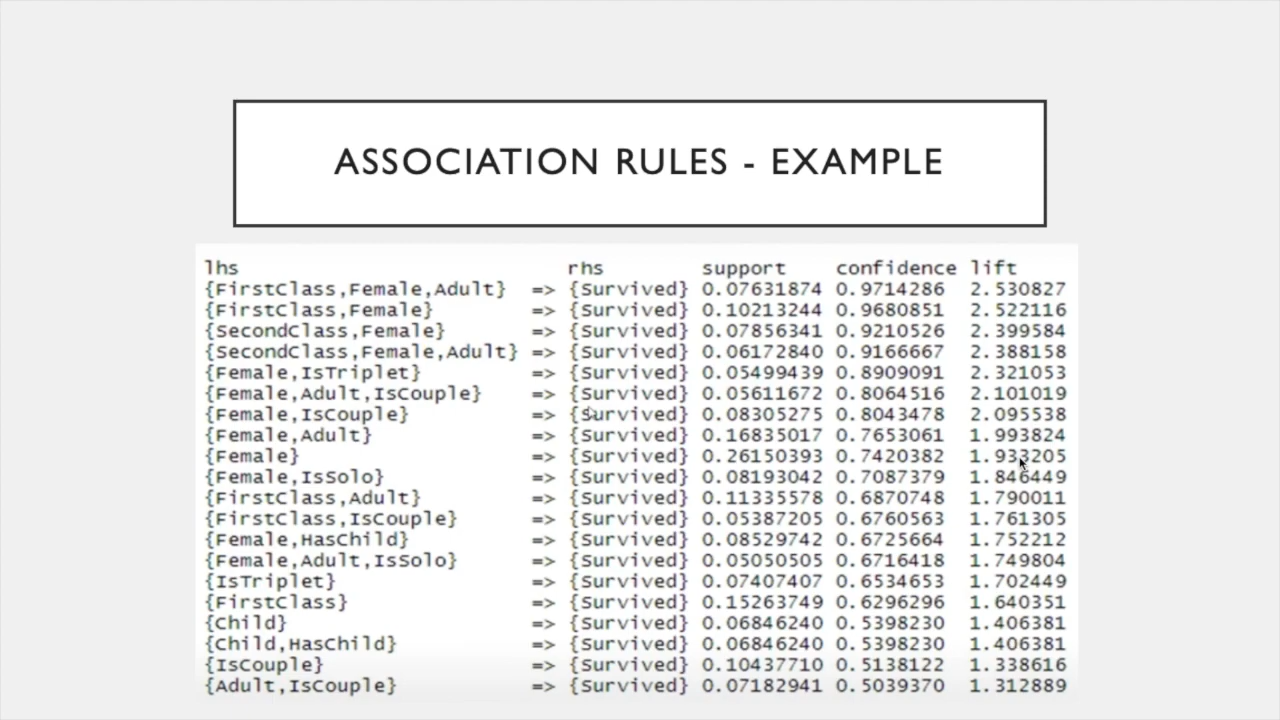 ASSOCIATION RULES - EXAMPLE
lhs rhs support confidence lift
{FirstClass,Female,Adult} => {Survived} 0.07631874 0.9714286 2.530827
{FirstClass,Female} => {Survived} 0.10213244 0.9680851 2.522116
{SecondClass,Female} => {Survived} 0.07856341 0.9210526 2.399584
{SecondClass,Female,Adult} => {Survived} 0.06172840 0.9166667 2.388158
{Female,IsTriplet} => {Survived} 0.05499439 0.8909091 2.321053
{Female,Adult,IsCouple} => {Survived} 0.05611672 0.8064516 2.101019
{Female,IsCouple} => {Survived} 0.08305275 0.8043478 2.095538
{Female,Adult} => {Survived} 0.16835017 0.7653061 1.993824
{Female} => {Survived} 0.26150393 0.7420382 1.933205
{Female,IsSolo} => {Survived} 0.08193042 0.7087379 1.846449
{FirstClass,Adult} => {Survived} 0.11335578 0.6870748 1.790011
{FirstClass,IsCouple} => {Survived} 0.05387205 0.6760563 1.761305
{Female,HasChild} => {Survived} 0.08529742 0.6725664 1.752212
{Female,Adult,IsSolo} => {Survived} 0.05050505 0.6716418 1.749804
{IsTriplet} => {Survived} 0.07407407 0.6534653 1.702449
{FirstClass} => {Survived} 0.15263749 0.6296296 1.640351
{Child} => {Survived} 0.06846240 0.5398230 1.406381
{Child,HasChild} => {Survived} 0.06846240 0.5398230 1.406381
{IsCouple} => {Survived} 0.10437710 0.5138122 1.338616
{Adult,IsCouple} => {Survived} 0.07182941 0.5039370 1.312889